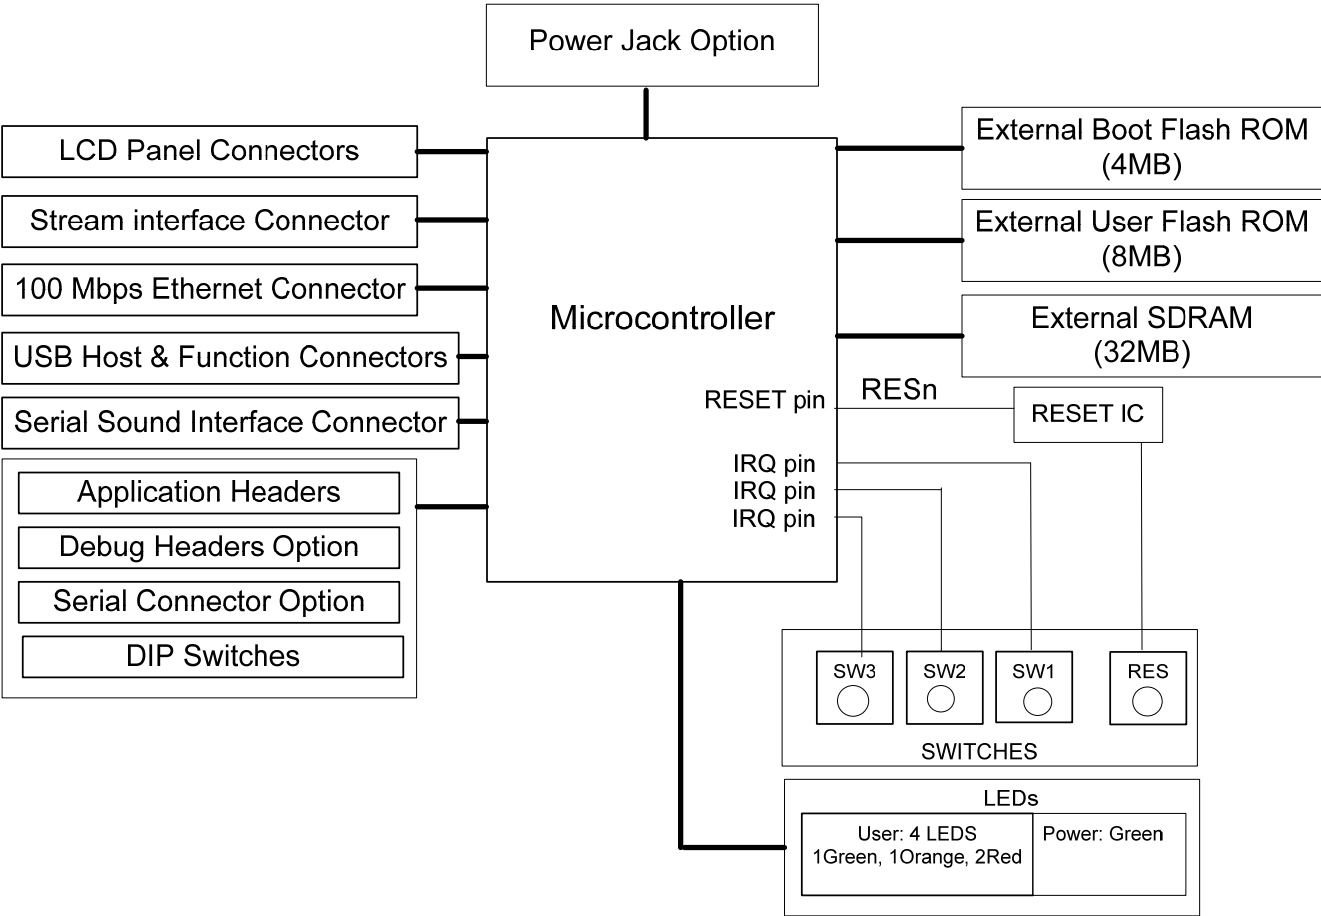 Power Jack Option
LCD Panel Connectors
Stream interface Connector
100 Mbps Ethernet Connector
USB Host & Function Connectors
Serial Sound Interface Connector
Application Headers
Debug Headers Option
Serial Connector Option
DIP Switches
Microcontroller
RESET pin
IRQ pin
IRQ pin
IRQ pin
External Boot Flash ROM
(4MB)
External User Flash ROM
(8MB)
External SDRAM
(32MB)
RESn
RESET IC
SW3
SW2
SW1
RES
SWITCHES
LEDs
User: 4 LEDS
1Green, 1Orange, 2Red
Power: Green